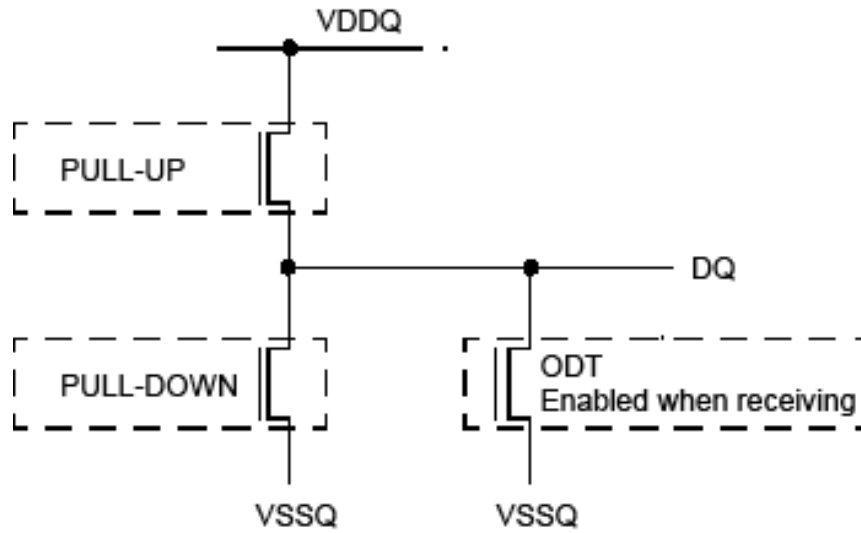 VDDQ
PULL-UP
DQ
PULL-DOWN
ODT
Enabled when receiving
VSSQ
VSSQ